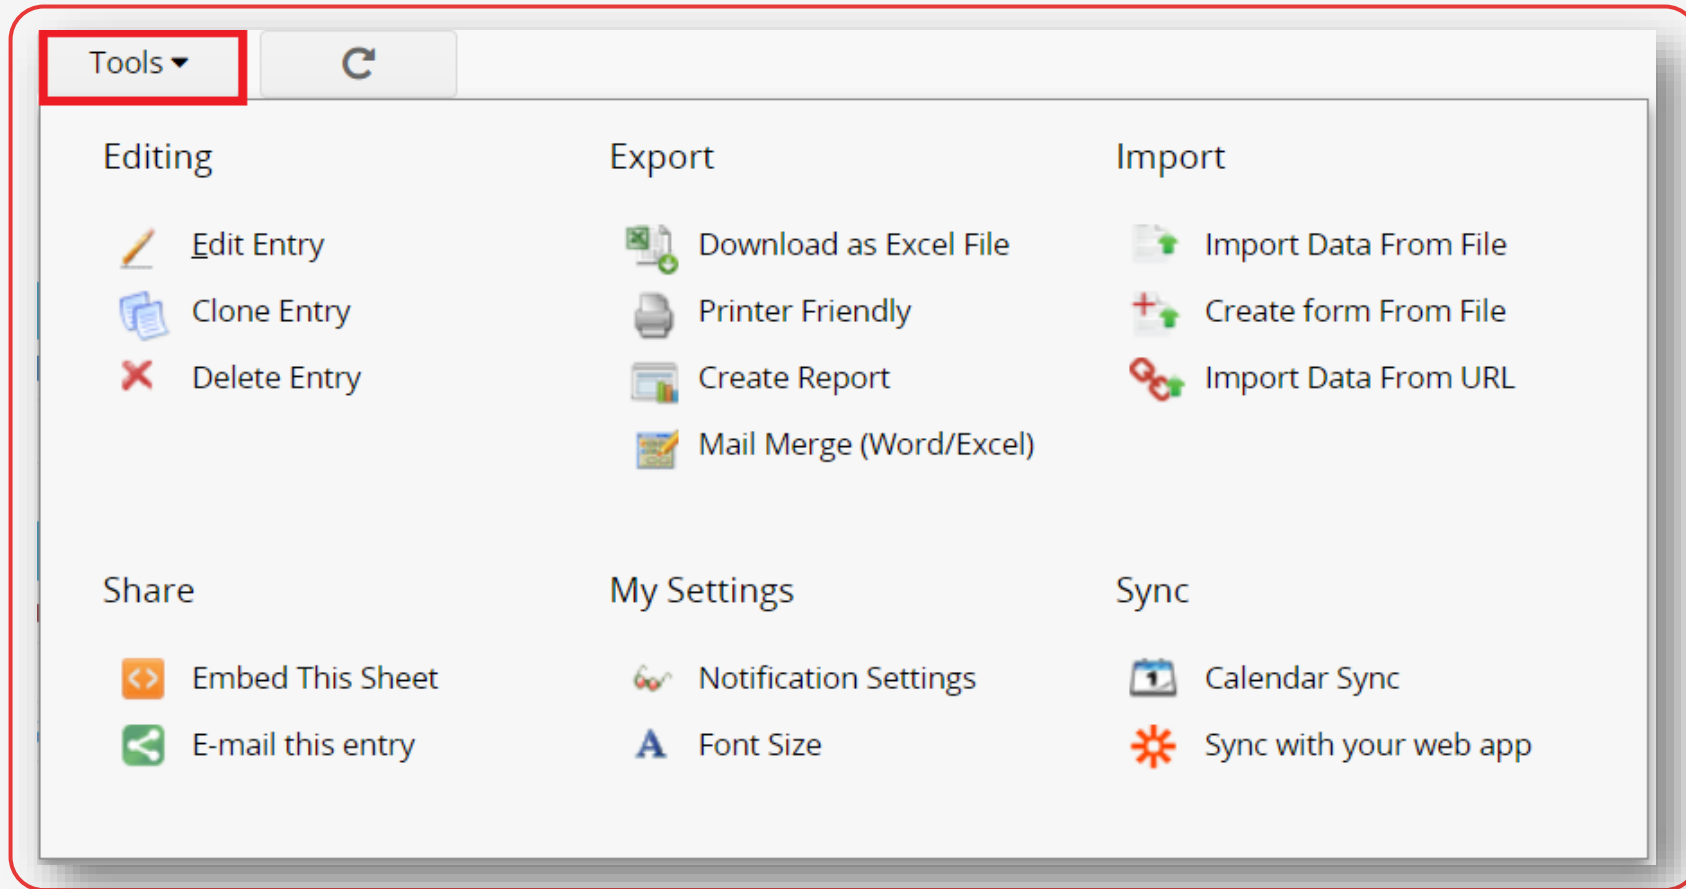 Tools
Editing
Edit Entry
Clone Entry
Delete Entry
Export
Download as Excel File
Printer Friendly
Create Report
Mail Merge (Word/Excel)
Import
Import Data From File
Create form From File
Import Data From URL
Share
Embed This Sheet
E-mail this entry
My Settings
Notification Settings
Font Size
Sync
Calendar Sync
Sync with your web app